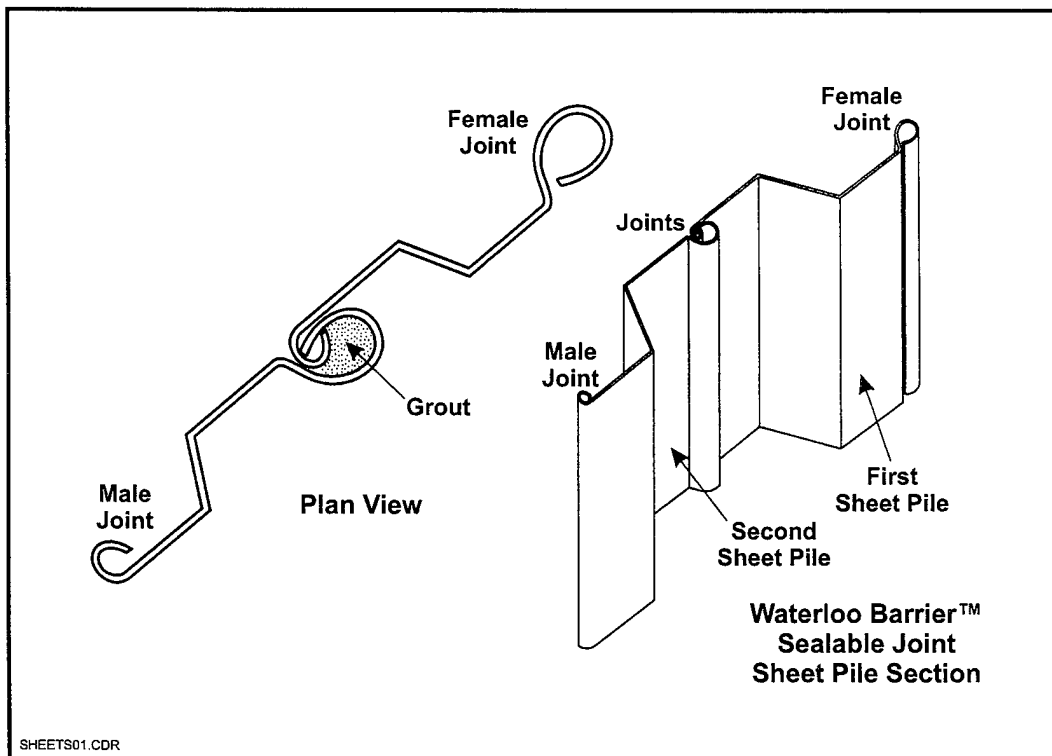 Female
Joint
Female
Joint
Joints
Male
Joint
Grout
Male
Joint
Plan View
First
Sheet Pile
Second
Sheet Pile
Waterloo Barrier™
Sealable Joint
Sheet Pile Section
SHEETS01.CDR